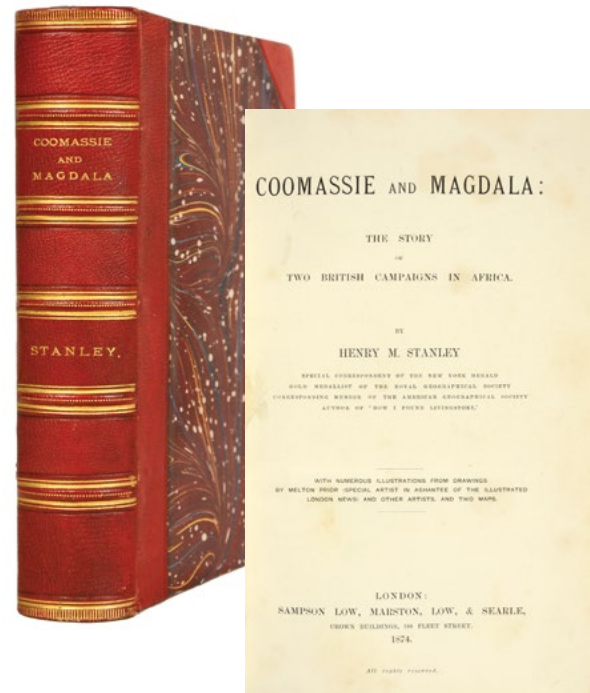 COOMASSIE
AND
MAGDALA
STANLEY.
COOMASSIE AND MAGDALA:
THE STORY
OF
TWO BRITISH CAMPAIGNS IN AFRICA.
BY
HENRY M. STANLEY
SPECIAL CORRESPONDENT OF THE NEW YORK HERALD
GOLD MEDALLIST OF THE ROYAL GEOGRAPHICAL SOCIETY
CORRESPONDING MEMBER OF THE AMERICAN GEOGRAPHICAL SOCIETY
AUTHOR OF "HOW I FOUND LIVINGSTONE,"
WITH NUMEROUS ILLUSTRATIONS FROM DRAWINGS
BY MELTON PRIOR (SPECIAL ARTIST IN ASHANTEE OF THE ILLUSTRATED
LONDON NEWS) AND OTHER ARTISTS, AND TWO MAPS.
LONDON:
SAMPSON LOW, MARSTON, LOW, & SEARLE,
CROWN BUILDINGS, 188 FLEET STREET.
1874.
All rights reserved.